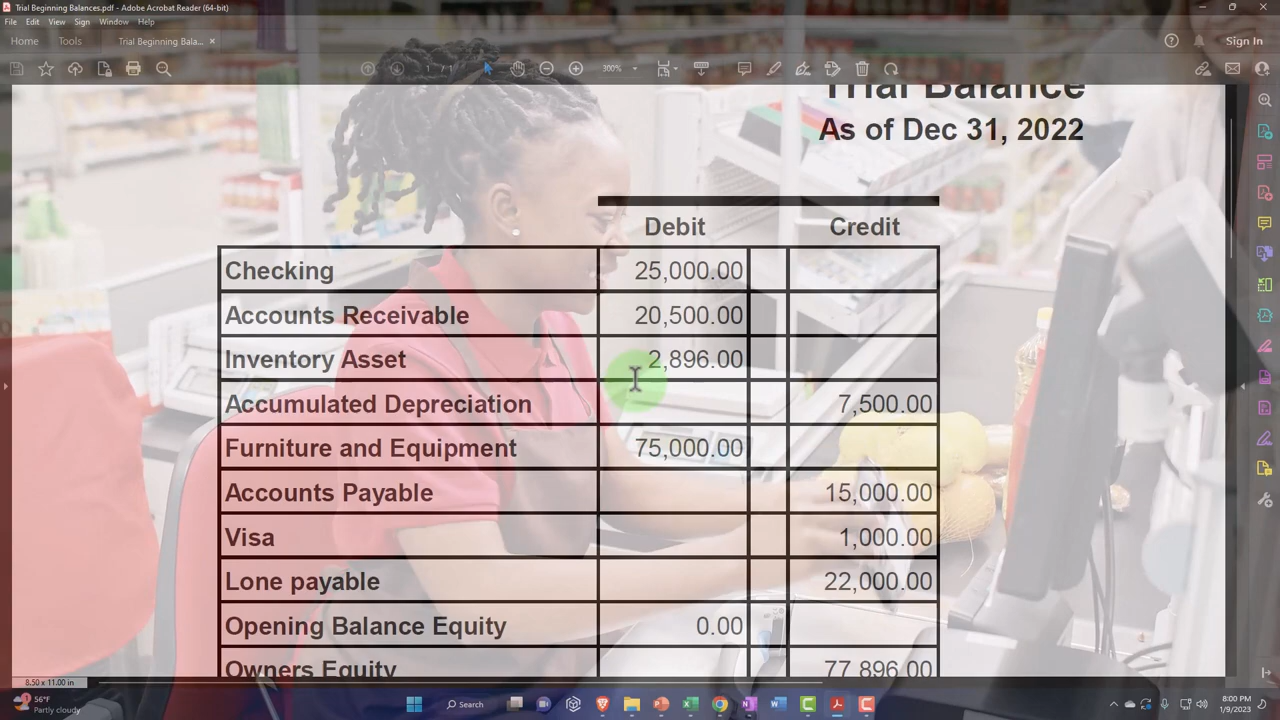 Trial Beginning Balances.pdf - Adobe Acrobat Reader (64-bit)
File Edit View Sign Window Help
Home Tools Trial Beginning Bala... × Sign In
1 / 1 300%
Trial Balance
As of Dec 31, 2022
Debit Credit
Checking 25,000.00
Accounts Receivable 20,500.00
Inventory Asset 2,896.00
Accumulated Depreciation 7,500.00
Furniture and Equipment 75,000.00
Accounts Payable 15,000.00
Visa 1,000.00
Lone payable 22,000.00
Opening Balance Equity 0.00
Owners Equity 77,896.00
8.50 x 11.00 in
56°F
Partly cloudy
Search
8:00 PM
1/9/2023